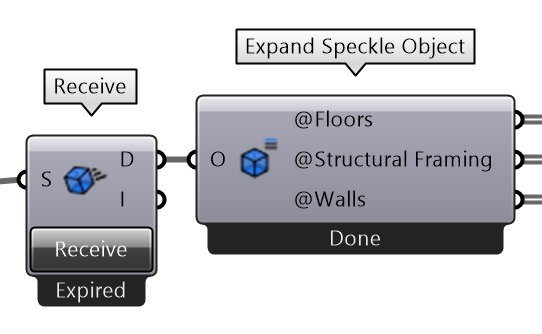 Expand Speckle Object
Receive
@Floors
D
S
O
@Structural Framing
I
@Walls
Receive
Done
Expired